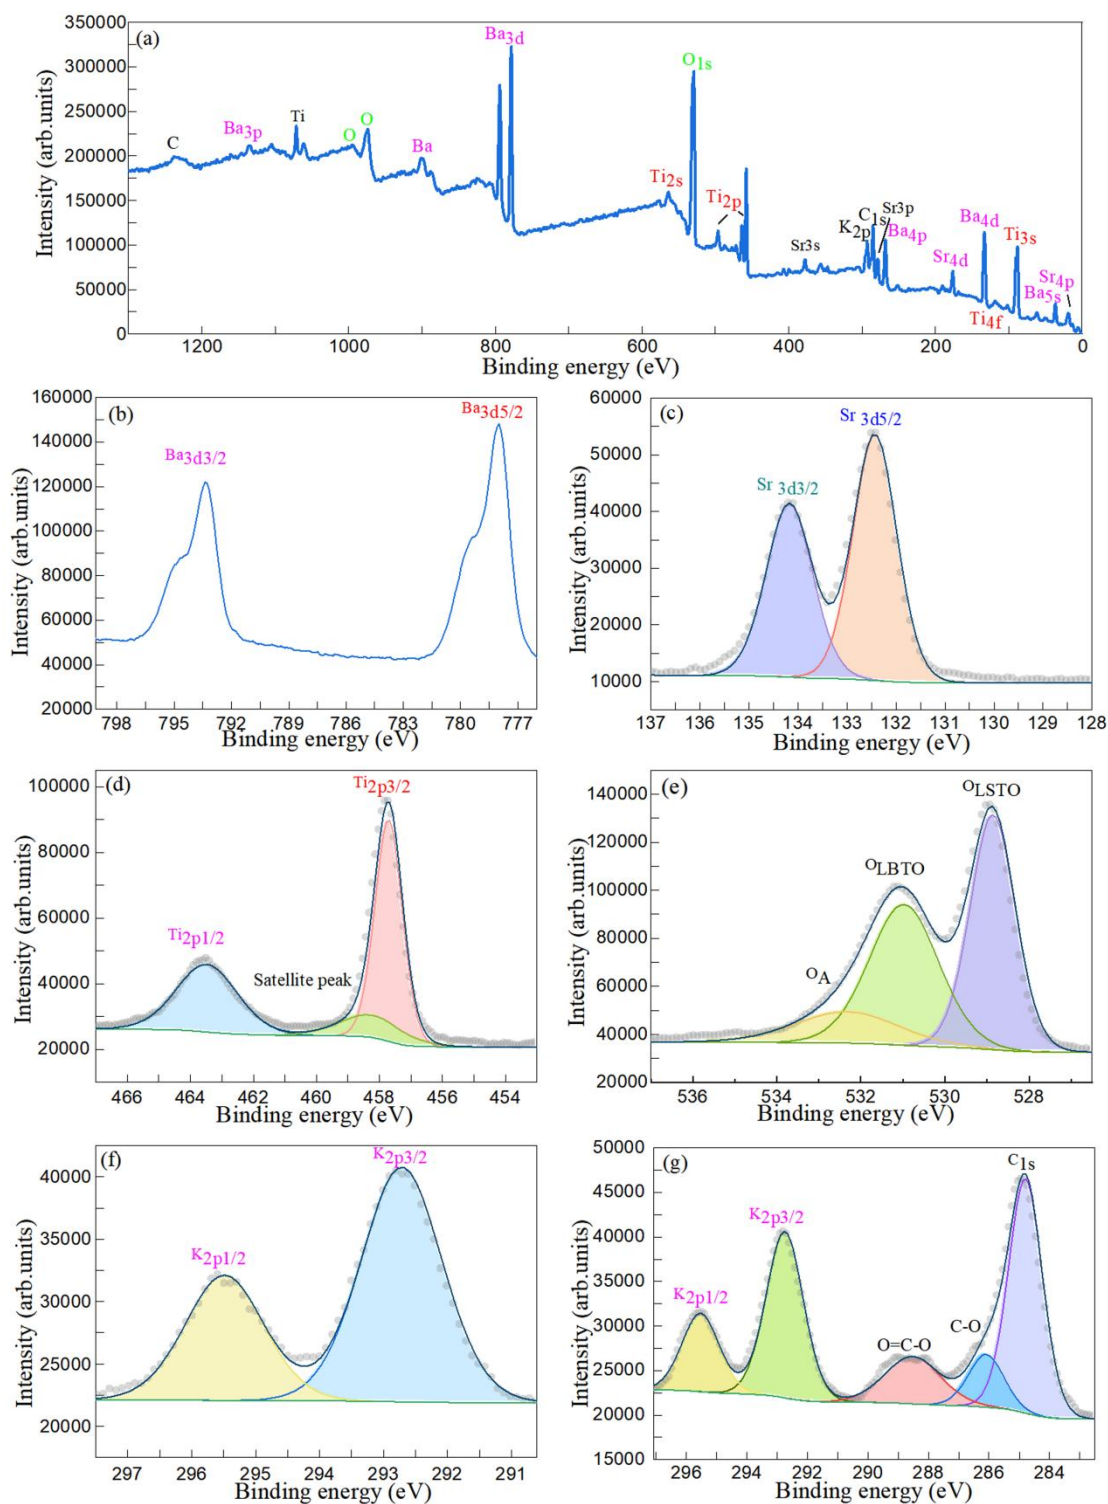 (a)
Intensity (arb.units)
350000
300000
250000
200000
150000
100000
50000
0
C
Ba3p
Ti
O
O
Ba
Ba3d
Ti2s
O1s
Ti2p
Sr3s
K2p
C1s
Sr3p
Ba4p
Sr4d
Ba4d
Ti4f
Ti3s
Ba5s
Sr4p
1200 1000 800 600 400 200 0
Binding energy (eV)
(b)
Intensity (arb.units)
160000
140000
120000
100000
80000
60000
40000
20000
Ba3d3/2
Ba3d5/2
798 795 792 789 786 783 780 777
Binding energy (eV)
(c)
Intensity (arb.units)
60000
50000
40000
30000
20000
10000
Sr 3d3/2
Sr 3d5/2
137 136 135 134 133 132 131 130 129 128
Binding energy (eV)
(d)
Intensity (arb.units)
100000
80000
60000
40000
20000
Ti2p1/2
Satellite peak
Ti2p3/2
466 464 462 460 458 456 454
Binding energy (eV)
(e)
Intensity (arb.units)
140000
120000
100000
80000
60000
40000
20000
OA
OLBTO
OLSTO
536 534 532 530 528
Binding energy (eV)
(f)
Intensity (arb.units)
40000
35000
30000
25000
20000
K2p1/2
K2p3/2
297 296 295 294 293 292 291
Binding energy (eV)
(g)
Intensity (arb.units)
50000
45000
40000
35000
30000
25000
20000
15000
K2p1/2
K2p3/2
O=C-O
C-O
C1s
296 294 292 290 288 286 284
Binding energy (eV)